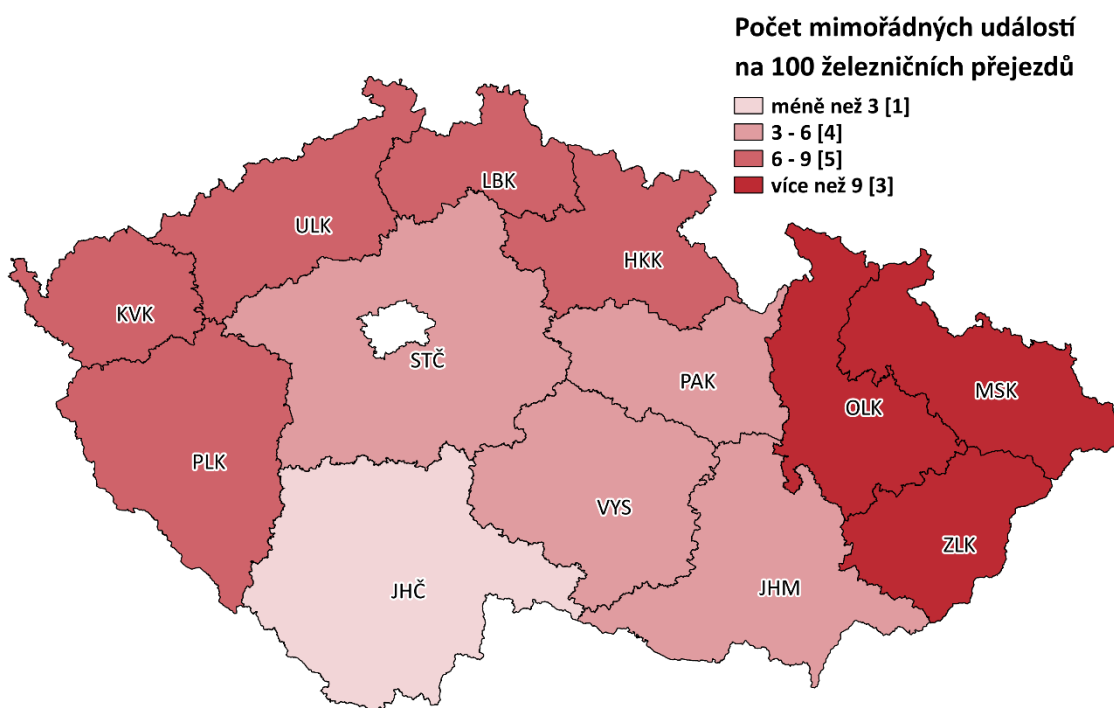 Počet mimořádných událostí
na 100 železničních přejezdů
méně než 3 [1]
3 - 6 [4]
6 - 9 [5]
více než 9 [3]
LBK
ULK
HKK
KVK
STČ
PAK
MSK
OLK
PLK
VYS
ZLK
JHČ
JHM